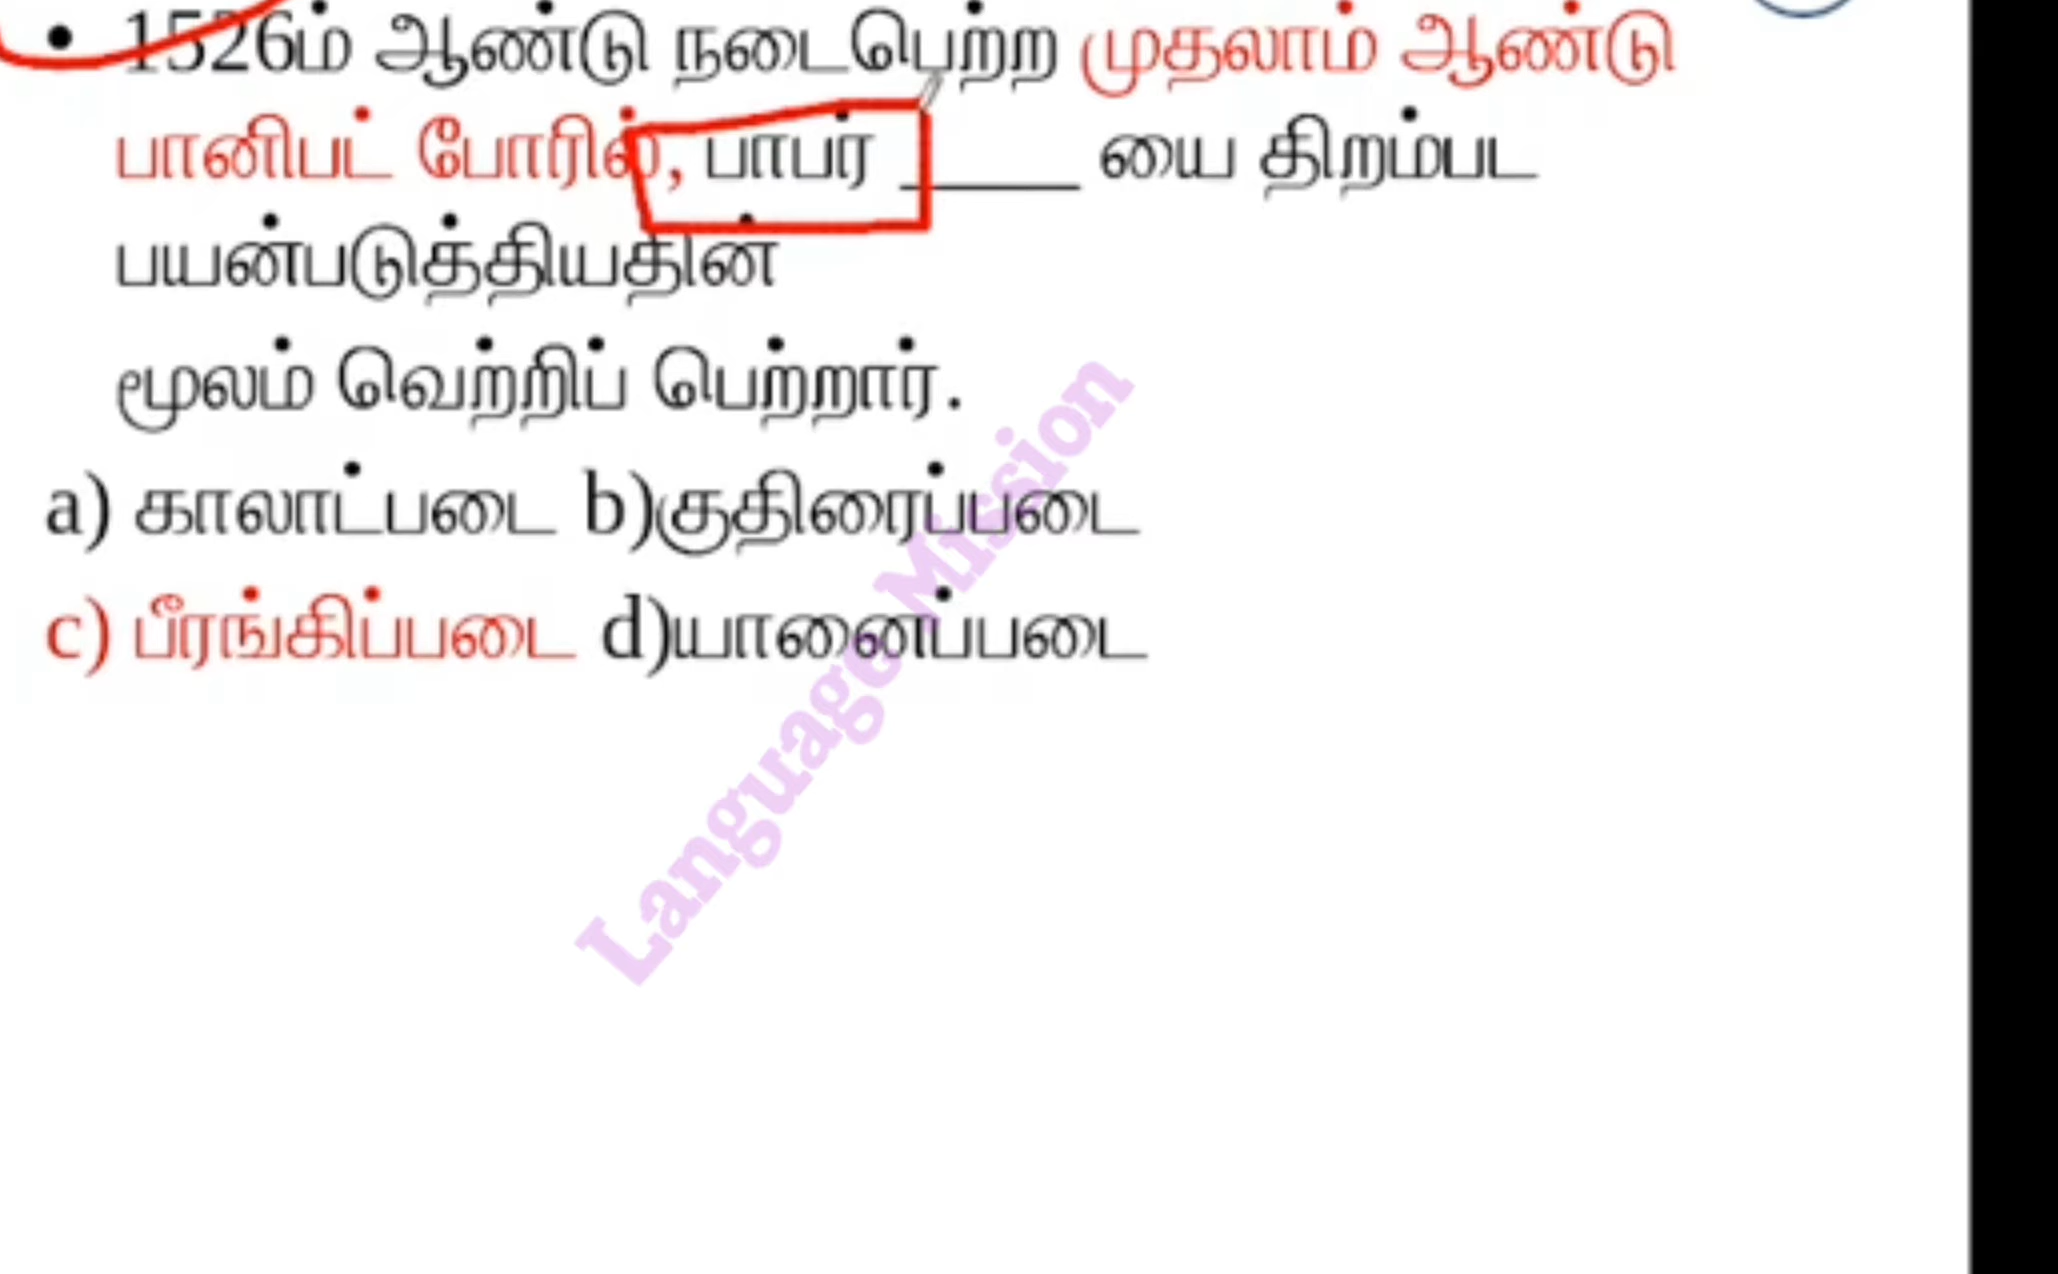 • 1526ம் ஆண்டு நடைபெற்ற முதலாம் ஆண்டு
பானிபட் போரில், பாபர் ______ யை திறம்பட
பயன்படுத்தியதின்
மூலம் வெற்றிப் பெற்றார்.
a) காலாட்படை b)குதிரைப்படை
c) பீரங்கிப்படை d)யானைப்படை
Language Mission